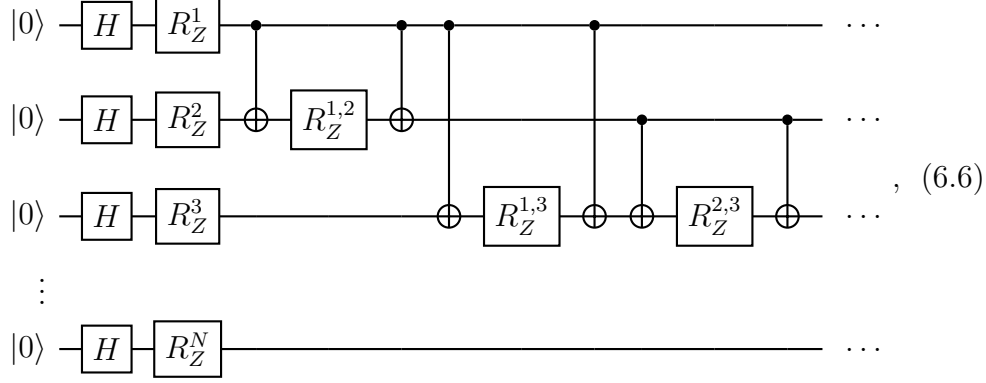 |0⟩ H R_Z^1 ⋯
|0⟩ H R_Z^2 R_Z^{1,2} ⋯
, (6.6)
|0⟩ H R_Z^3 R_Z^{1,3} R_Z^{2,3} ⋯
⋮
|0⟩ H R_Z^N ⋯